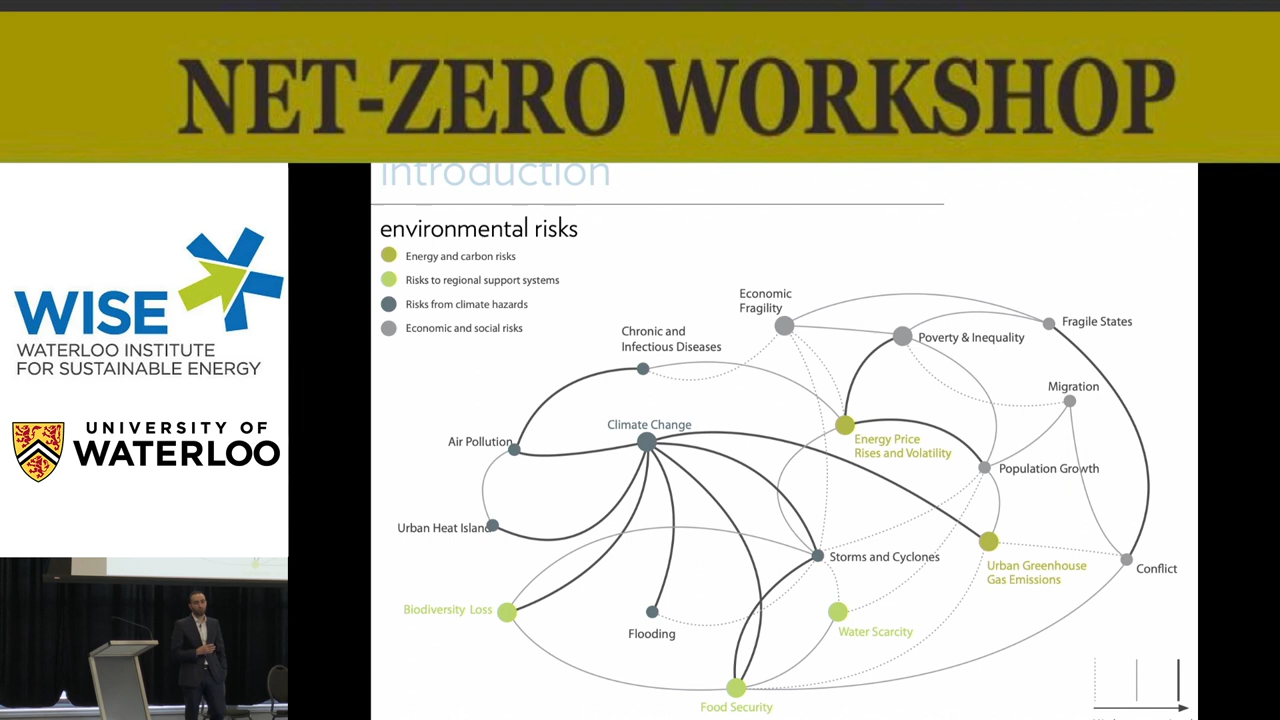 NET-ZERO WORKSHOP
WISE
WATERLOO INSTITUTE
FOR SUSTAINABLE ENERGY
UNIVERSITY OF
WATERLOO
introduction
environmental risks
Energy and carbon risks
Risks to regional support systems
Risks from climate hazards
Economic and social risks
Economic
Fragility
Fragile States
Chronic and
Infectious Diseases
Poverty & Inequality
Migration
Climate Change
Air Pollution
Energy Price
Rises and Volatility
Population Growth
Urban Heat Island
Storms and Cyclones
Urban Greenhouse
Gas Emissions
Conflict
Biodiversity Loss
Flooding
Water Scarcity
Food Security